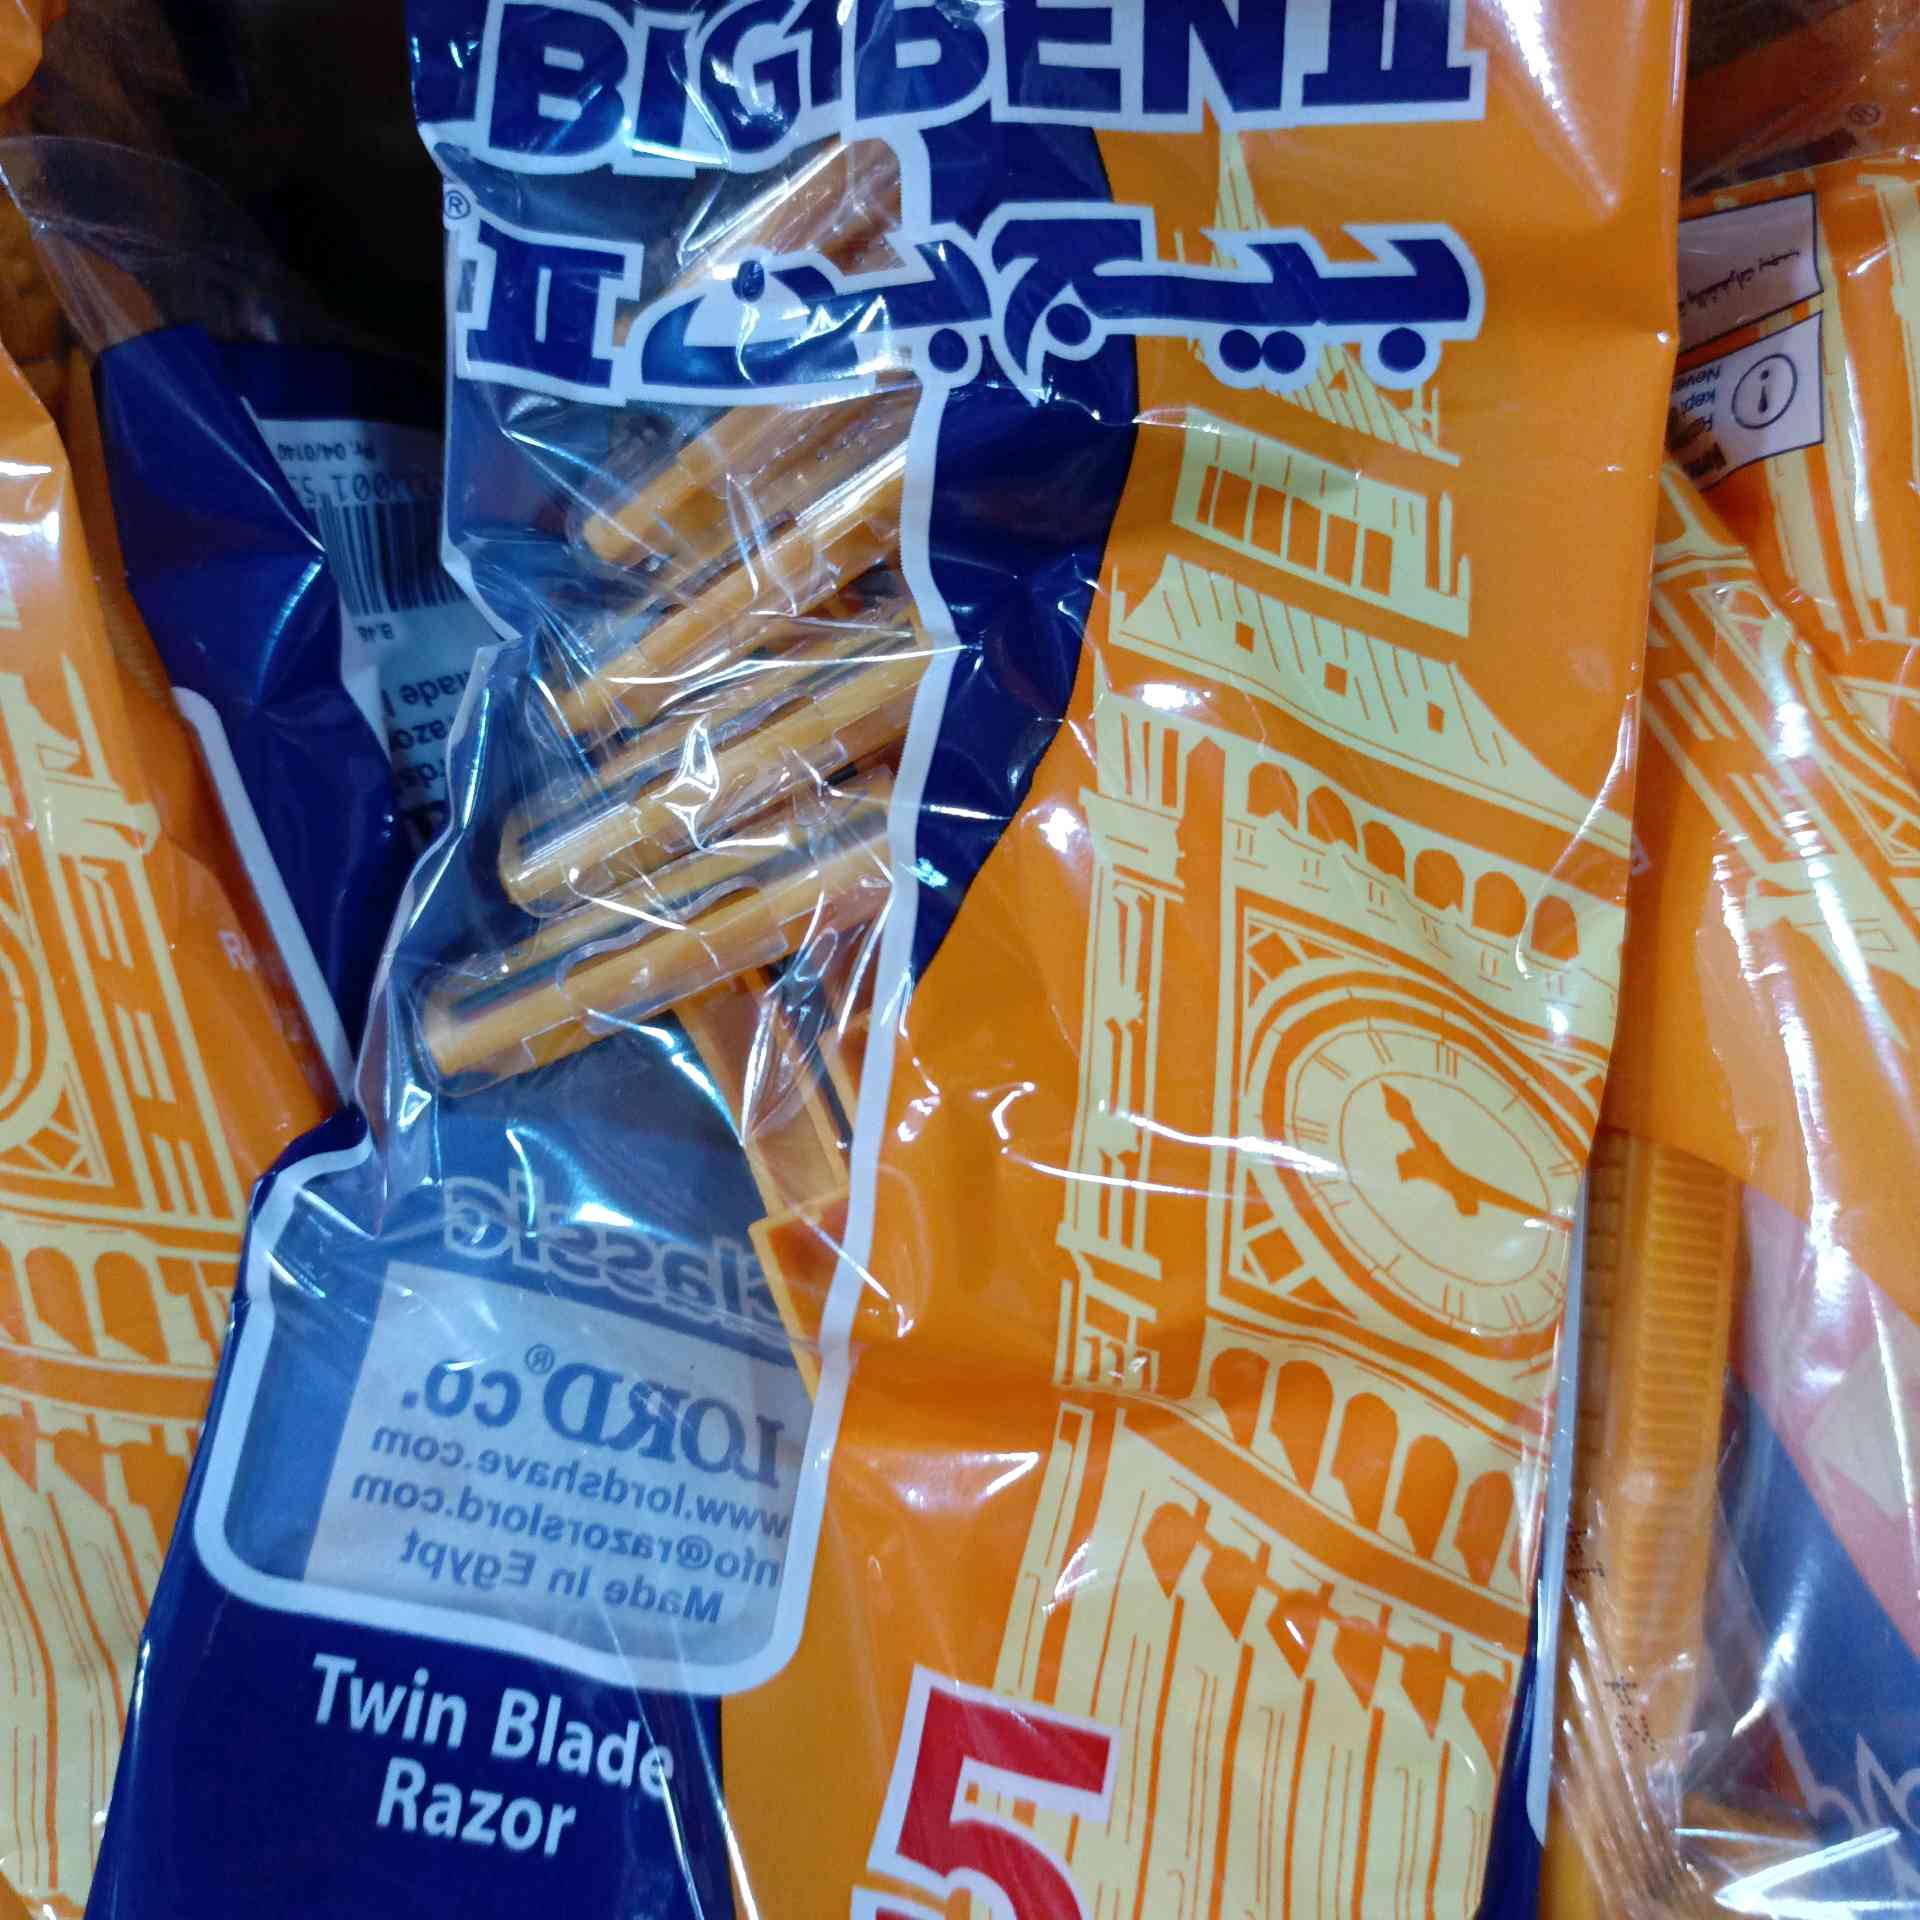 BIG BEN II
بيج بن II
®
classic
LORD® co.
www.lordshave.com
info@razorslord.com
Made in Egypt
Twin Blade
Razor
5